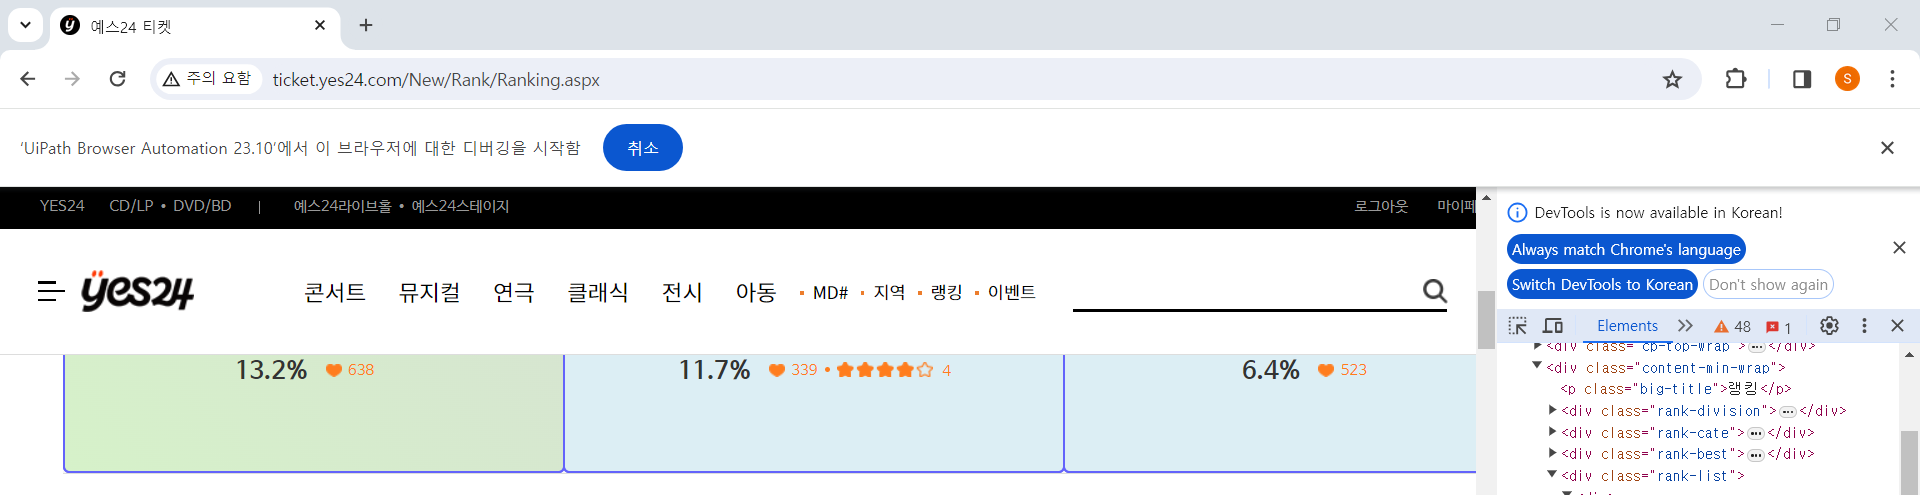 예스24 티켓
주의 요함 ticket.yes24.com/New/Rank/Ranking.aspx S
'UiPath Browser Automation 23.10'에서 이 브라우저에 대한 디버깅을 시작함 취소
YES24 CD/LP • DVD/BD | 예스24라이브홀 • 예스24스테이지 로그아웃 마이페
yes24 콘서트 뮤지컬 연극 클래식 전시 아동 MD# 지역 랭킹 이벤트
13.2% 638 11.7% 339 • 4 6.4% 523
DevTools is now available in Korean!
Always match Chrome's language
Switch DevTools to Korean Don't show again
Elements 48 1
<div class="cp-top-wrap">…</div>
<div class="content-min-wrap">
<p class="big-title">랭킹</p>
<div class="rank-division">…</div>
<div class="rank-cate">…</div>
<div class="rank-best">…</div>
<div class="rank-list">